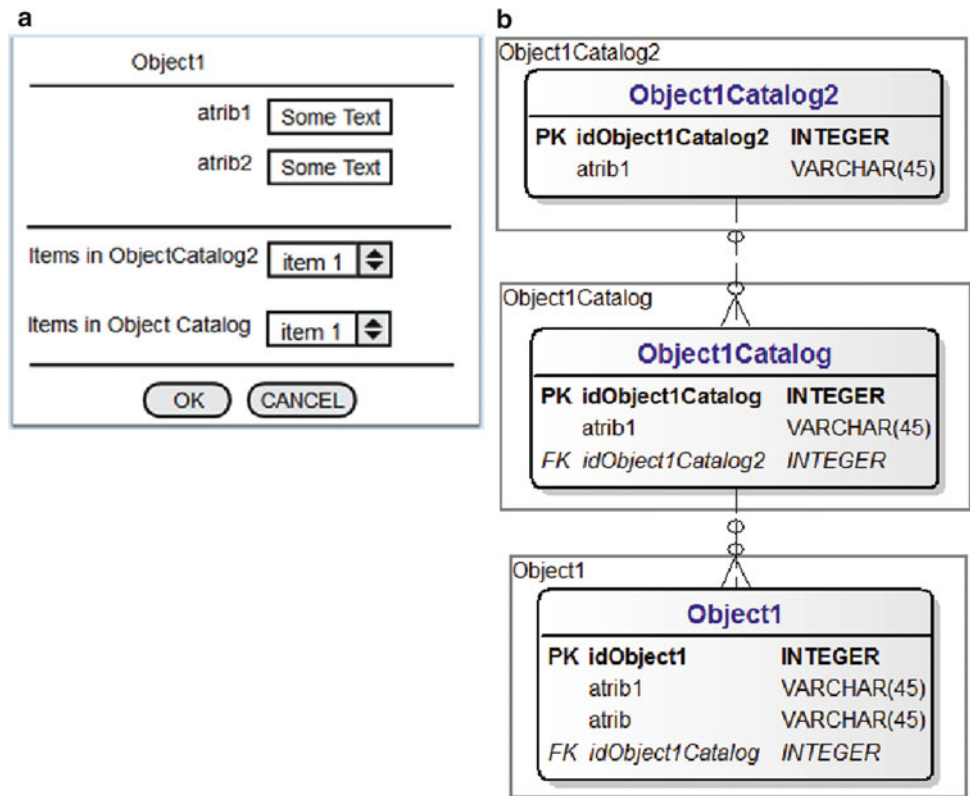 a
Object1
atrib1 Some Text
atrib2 Some Text
Items in ObjectCatalog2 item 1
Items in Object Catalog item 1
OK CANCEL
b
Object1Catalog2
Object1Catalog2
PK idObject1Catalog2 INTEGER
atrib1 VARCHAR(45)
Object1Catalog
Object1Catalog
PK idObject1Catalog INTEGER
atrib1 VARCHAR(45)
FK idObject1Catalog2 INTEGER
Object1
Object1
PK idObject1 INTEGER
atrib1 VARCHAR(45)
atrib VARCHAR(45)
FK idObject1Catalog INTEGER